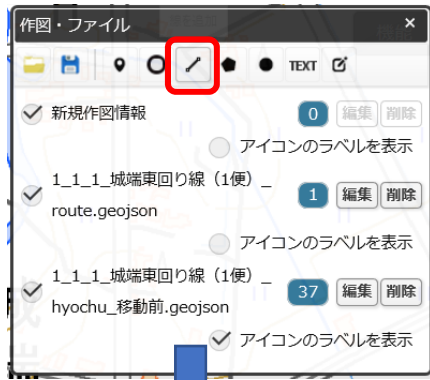 作図・ファイル ×
TEXT
新規作図情報 0 編集 削除
アイコンのラベルを表示
1_1_1_城端東回り線（1便）_
route.geojson 1 編集 削除
アイコンのラベルを表示
1_1_1_城端東回り線（1便）_
hyochu_移動前.geojson 37 編集 削除
アイコンのラベルを表示